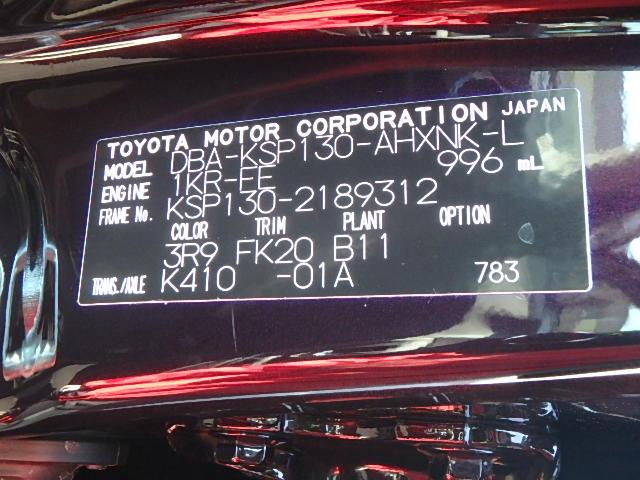 TOYOTA MOTOR CORPORATION JAPAN
MODEL DBA-KSP130-AHXNK-L
ENGINE 1KR-FE 996 mL
FRAME No. KSP130-2189312
COLOR TRIM PLANT OPTION
3R9 FK20 B11
TRANS./AXLE K410 -01A 783